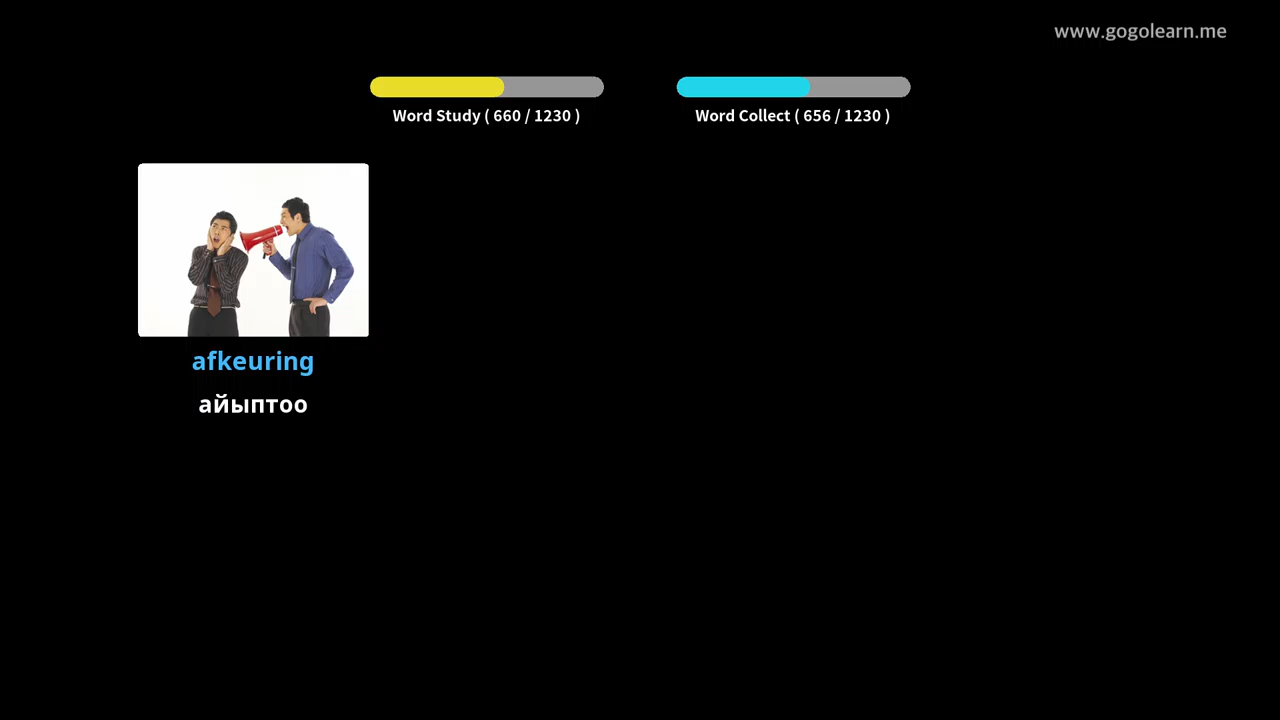 www.gogolearn.me
Word Study ( 660 / 1230 )
Word Collect ( 656 / 1230 )
afkeuring
айыптоо